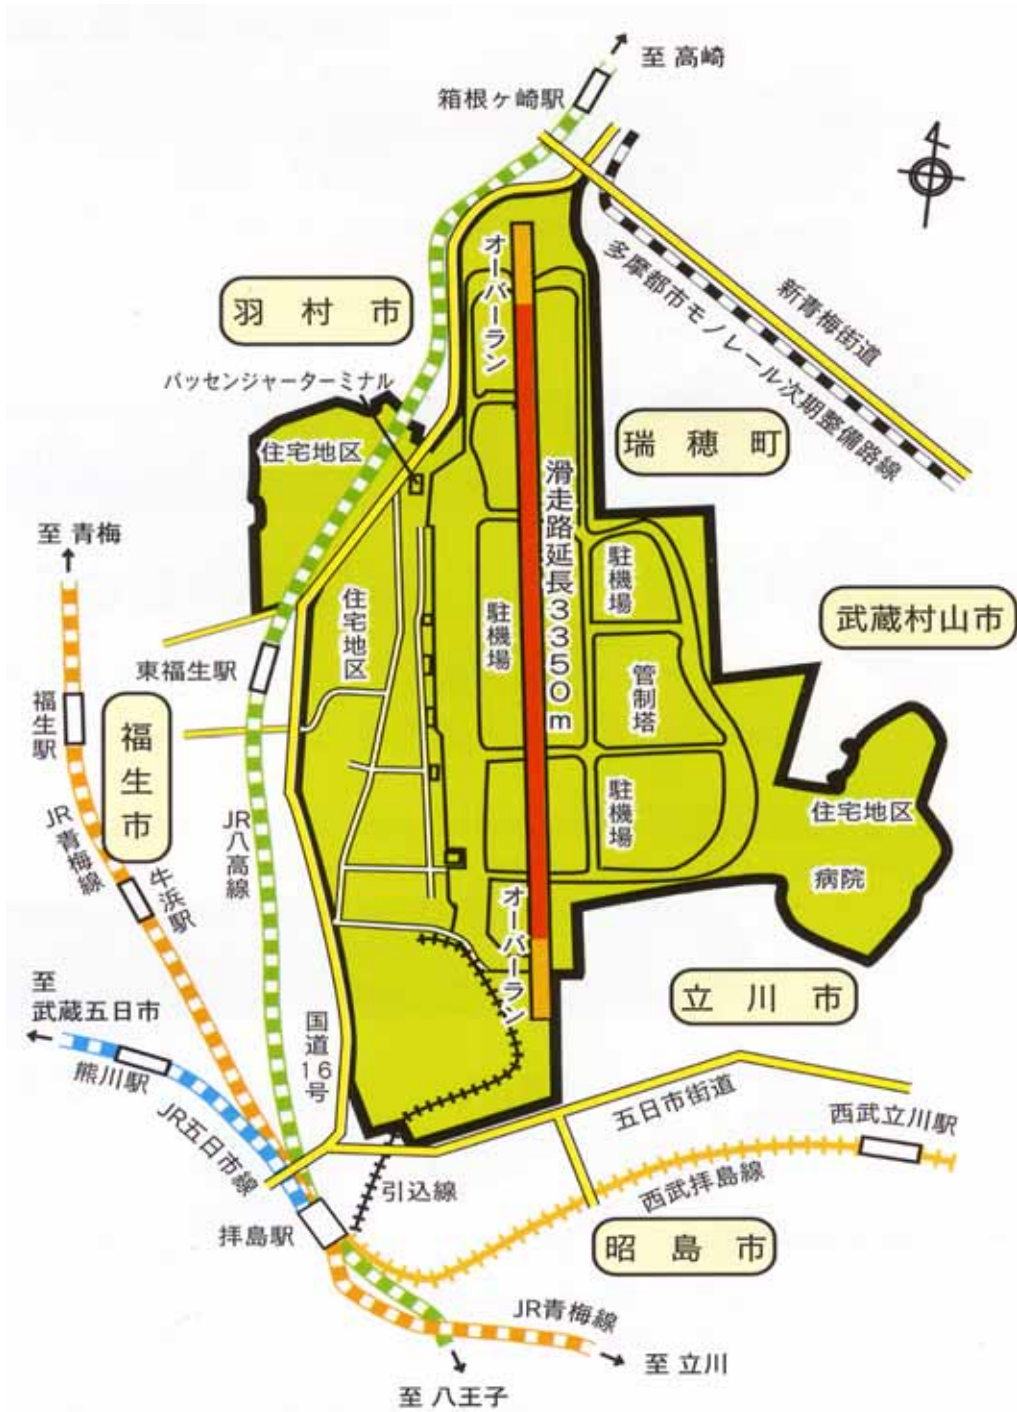 至 高崎
箱根ヶ崎駅
羽村市
オーバーラン
多摩都市モノレール次期整備路線
新青梅街道
パッセンジャーターミナル
住宅地区
瑞穂町
滑走路延長3350m
至 青梅
駐機場
住宅地区
駐機場
武蔵村山市
東福生駅
管制塔
福生駅
福生市
駐機場
住宅地区
JR八高線
JR青梅線
牛浜駅
病院
オーバーラン
至
武蔵五日市
立川市
国道16号
熊川駅
JR五日市線
五日市街道
西武立川駅
引込線
西武拝島線
拝島駅
昭島市
JR青梅線
至 立川
至 八王子